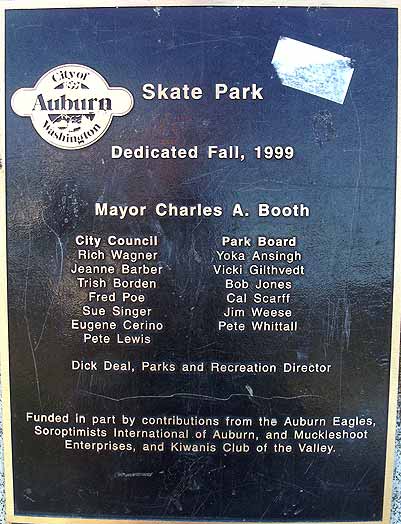 City of
Auburn
Washington
Skate Park
Dedicated Fall, 1999
Mayor Charles A. Booth
City Council
Rich Wagner
Jeanne Barber
Trish Borden
Fred Poe
Sue Singer
Eugene Cerino
Pete Lewis
Park Board
Yoka Ansingh
Vicki Gilthvedt
Bob Jones
Cal Scarff
Jim Weese
Pete Whittall
Dick Deal, Parks and Recreation Director
Funded in part by contributions from the Auburn Eagles,
Soroptimists International of Auburn, and Muckleshoot
Enterprises, and Kiwanis Club of the Valley.